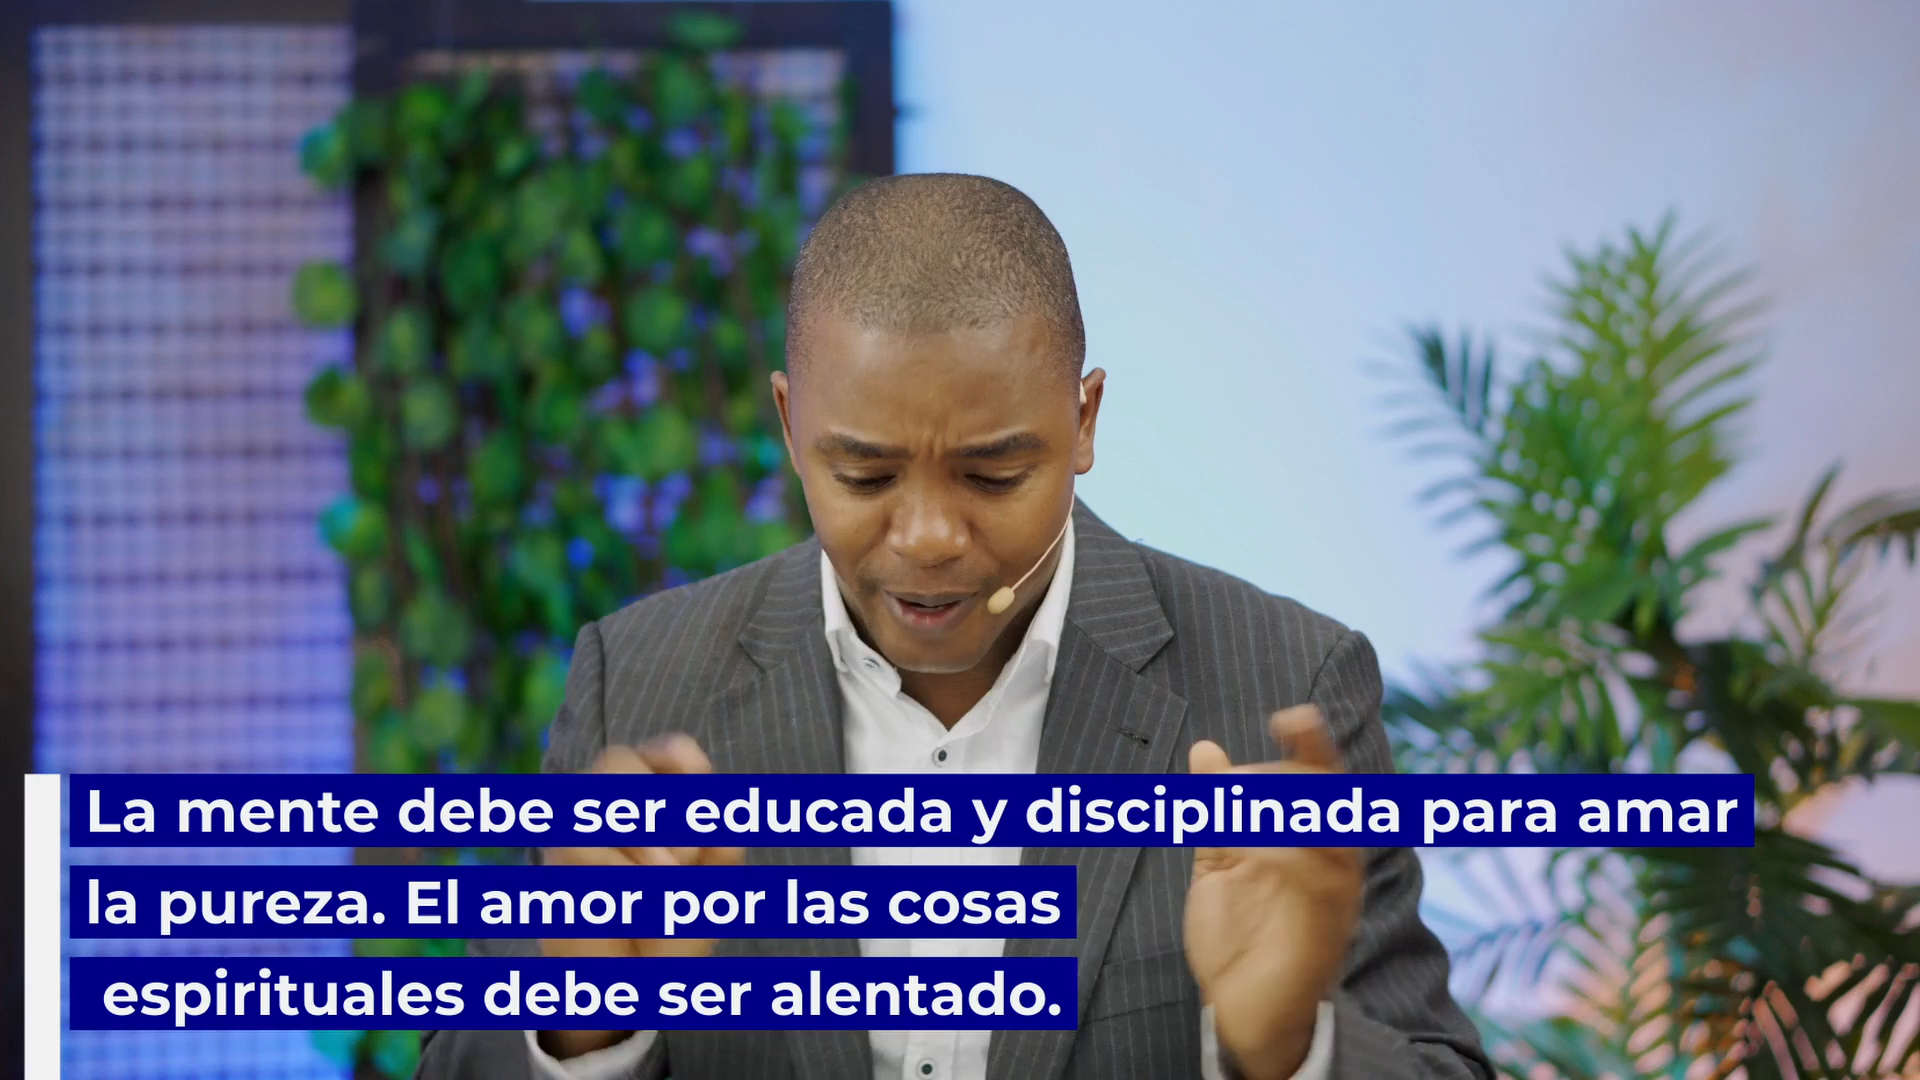 La mente debe ser educada y disciplinada para amar
la pureza. El amor por las cosas
espirituales debe ser alentado.